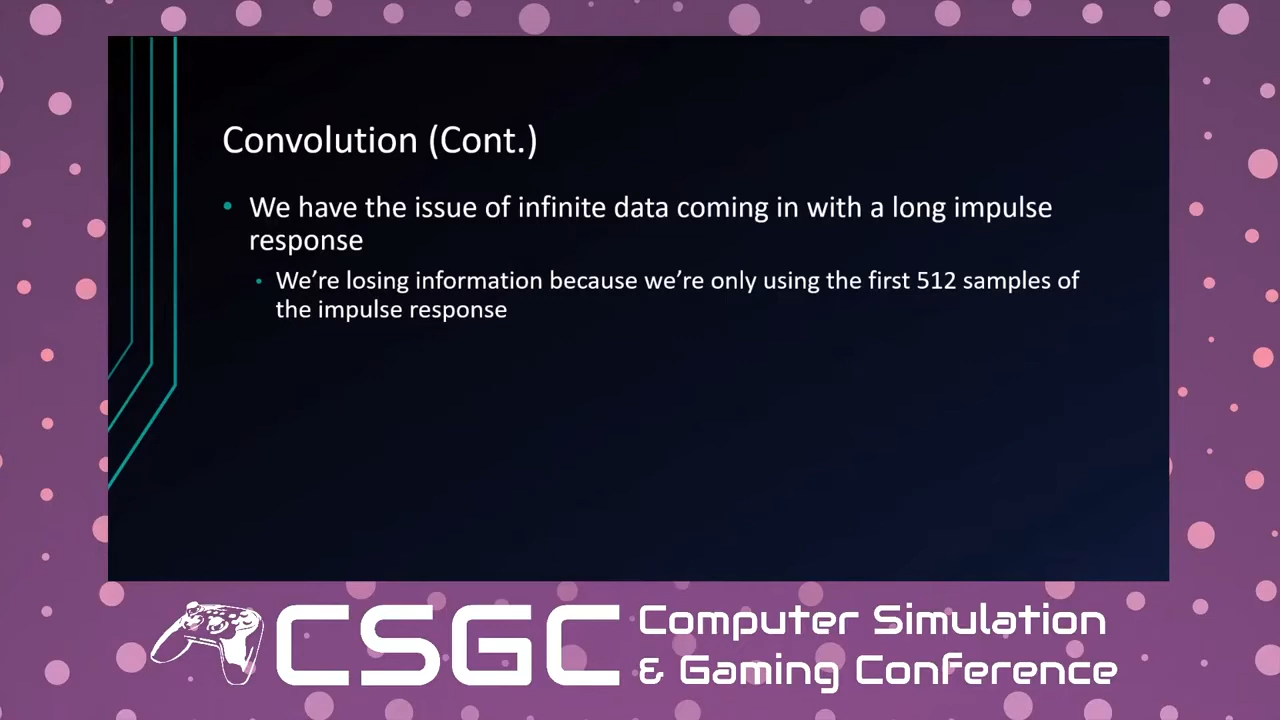 Convolution (Cont.)
• We have the issue of infinite data coming in with a long impulse
response
• We’re losing information because we’re only using the first 512 samples of
the impulse response
CSGC
Computer Simulation
& Gaming Conference